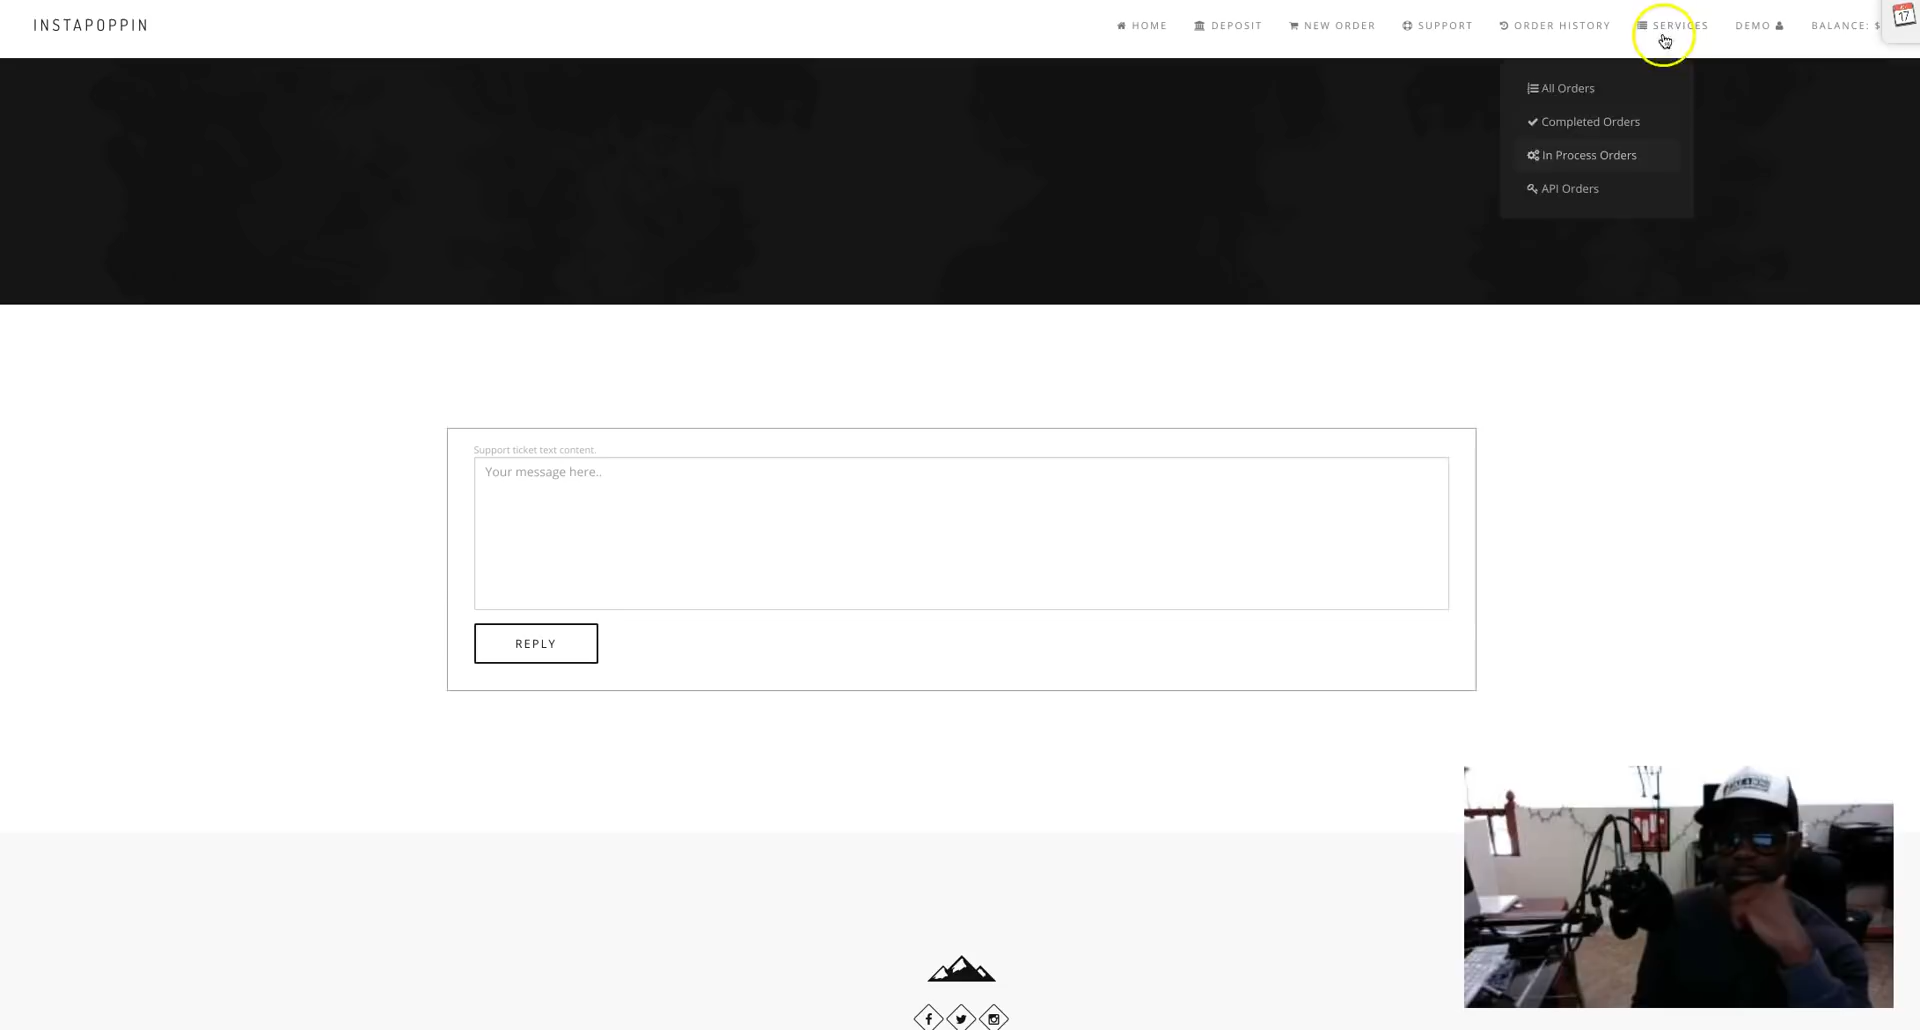 INSTAPOPPIN
HOME DEPOSIT NEW ORDER SUPPORT ORDER HISTORY SERVICES DEMO BALANCE: $
17
All Orders
Completed Orders
In Process Orders
API Orders
Support ticket text content.
Your message here..
REPLY